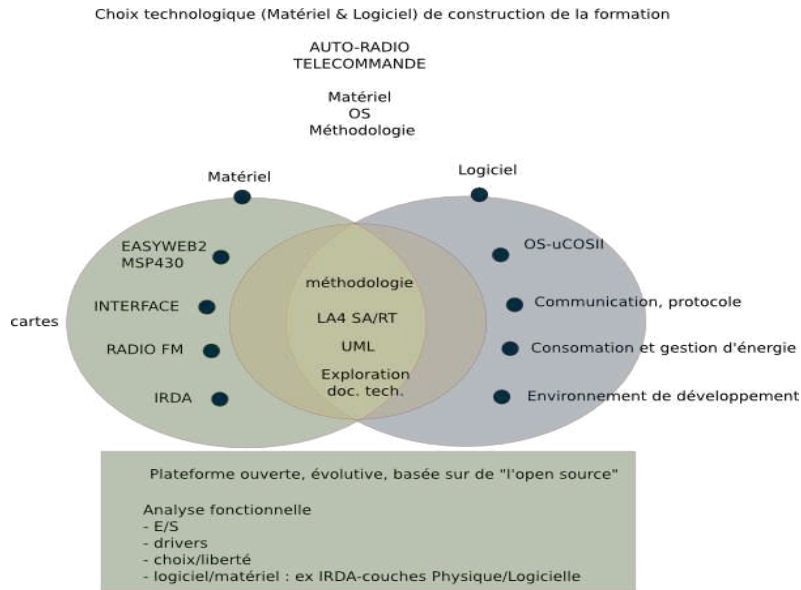 Choix technologique (Matériel & Logiciel) de construction de la formation
AUTO-RADIO
TELECOMMANDE
Matériel
OS
Méthodologie
Matériel
Logiciel
EASYWEB2
MSP430
INTERFACE
cartes
RADIO FM
IRDA
méthodologie
LA4 SA/RT
UML
Exploration
doc. tech.
OS-uCOSII
Communication, protocole
Consomation et gestion d'énergie
Environnement de développement
Plateforme ouverte, évolutive, basée sur de "l'open source"
Analyse fonctionnelle
- E/S
- drivers
- choix/liberté
- logiciel/matériel : ex IRDA-couches Physique/Logicielle